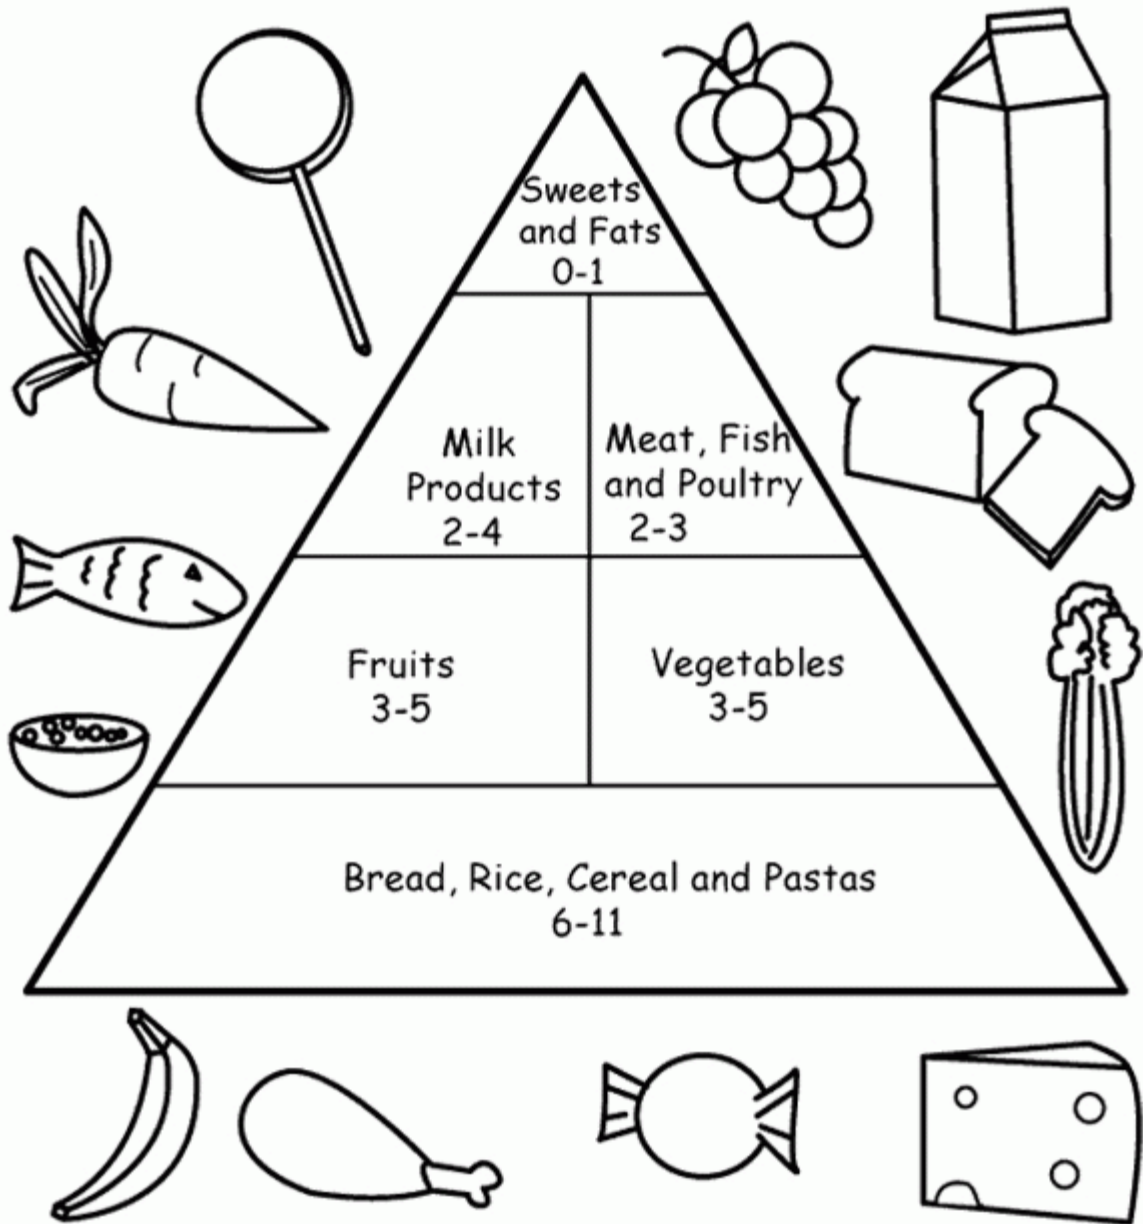 Sweets
and Fats
0-1
Milk
Products
2-4
Meat, Fish
and Poultry
2-3
Fruits
3-5
Vegetables
3-5
Bread, Rice, Cereal and Pastas
6-11